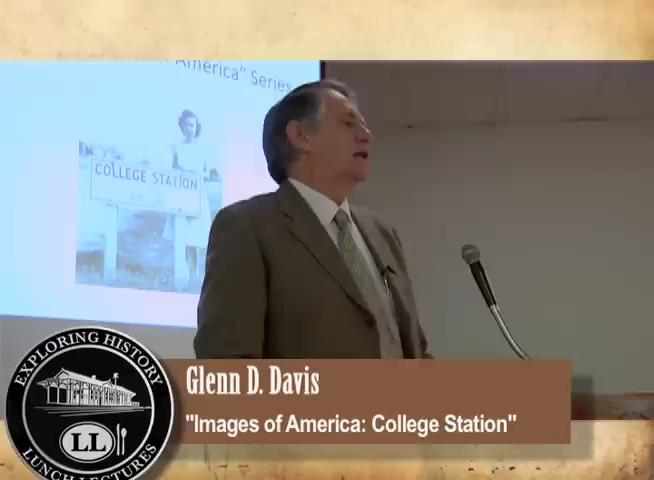 America" Series
COLLEGE STATION
EXPLORING HISTORY
LL
LUNCH LECTURES
Glenn D. Davis
"Images of America: College Station"